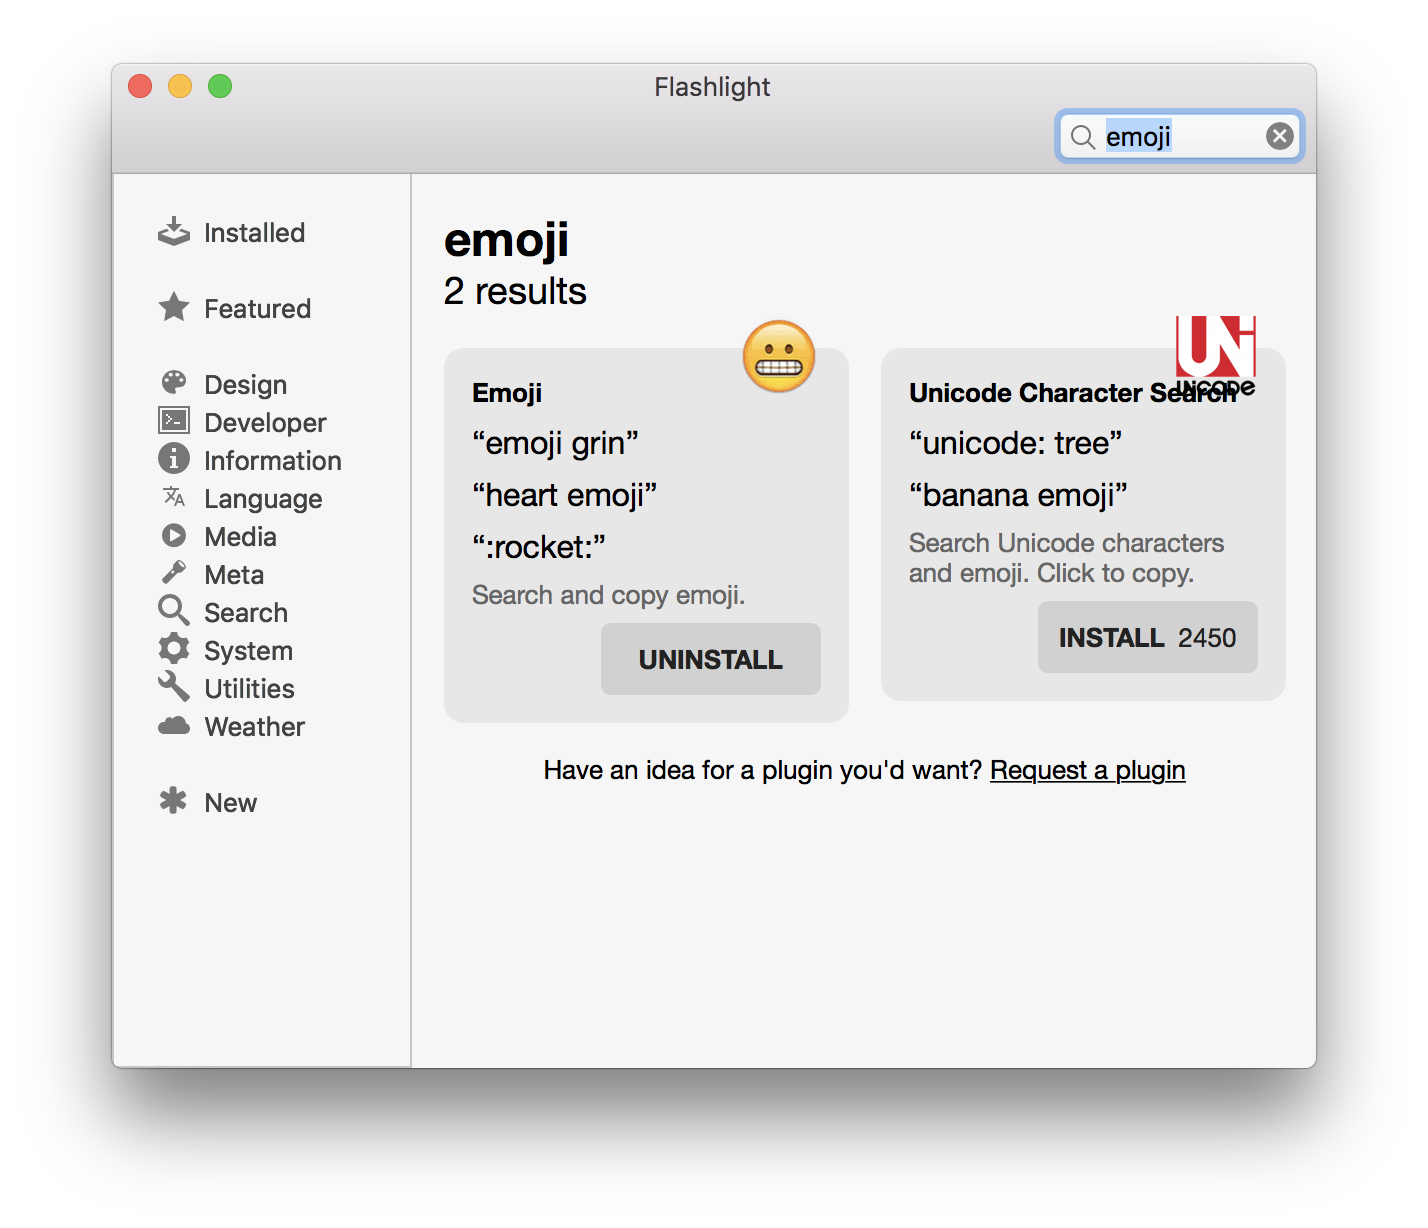 Flashlight
emoji
Installed
Featured
Design
Developer
Information
Language
Media
Meta
Search
System
Utilities
Weather
New
emoji
2 results
Emoji
“emoji grin”
“heart emoji”
“:rocket:”
Search and copy emoji.
UNINSTALL
UNi
UNiCODe
Unicode Character Search
“unicode: tree”
“banana emoji”
Search Unicode characters
and emoji. Click to copy.
INSTALL 2450
Have an idea for a plugin you'd want? Request a plugin